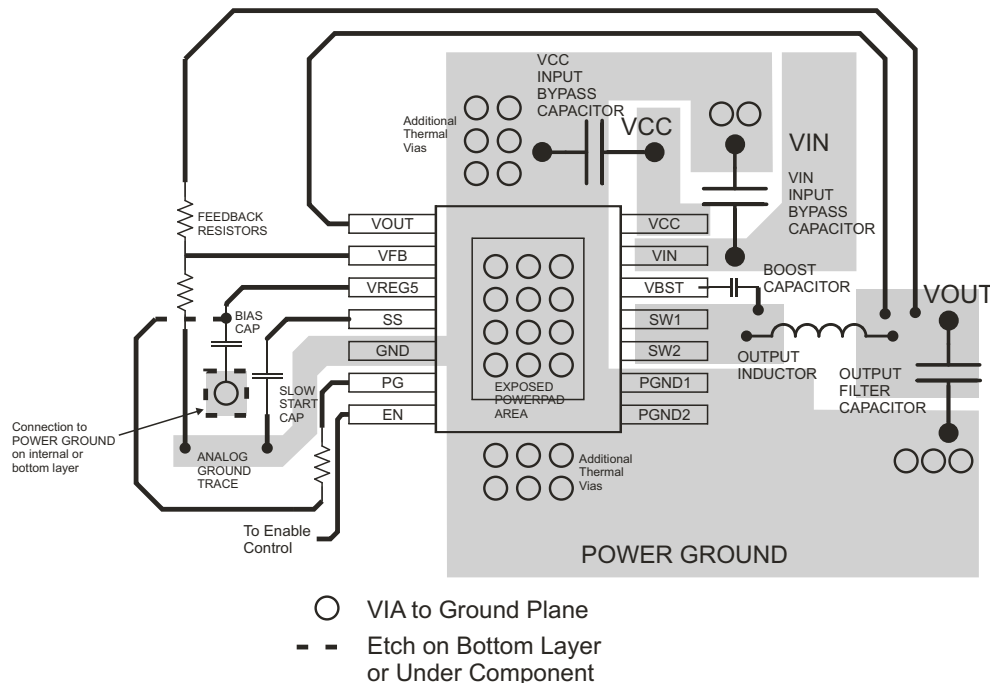 VCC
INPUT
BYPASS
CAPACITOR
Additional
Thermal
Vias
VCC
VIN
VIN
INPUT
BYPASS
CAPACITOR
FEEDBACK
RESISTORS
VOUT
VFB
VREG5
SS
GND
PG
EN
VCC
VIN
VBST
SW1
SW2
PGND1
PGND2
BOOST
CAPACITOR
VOUT
BIAS
CAP
SLOW
START
CAP
EXPOSED
POWERPAD
AREA
OUTPUT
INDUCTOR
OUTPUT
FILTER
CAPACITOR
Connection to
POWER GROUND
on internal or
bottom layer
ANALOG
GROUND
TRACE
Additional
Thermal
Vias
To Enable
Control
POWER GROUND
VIA to Ground Plane
Etch on Bottom Layer
or Under Component